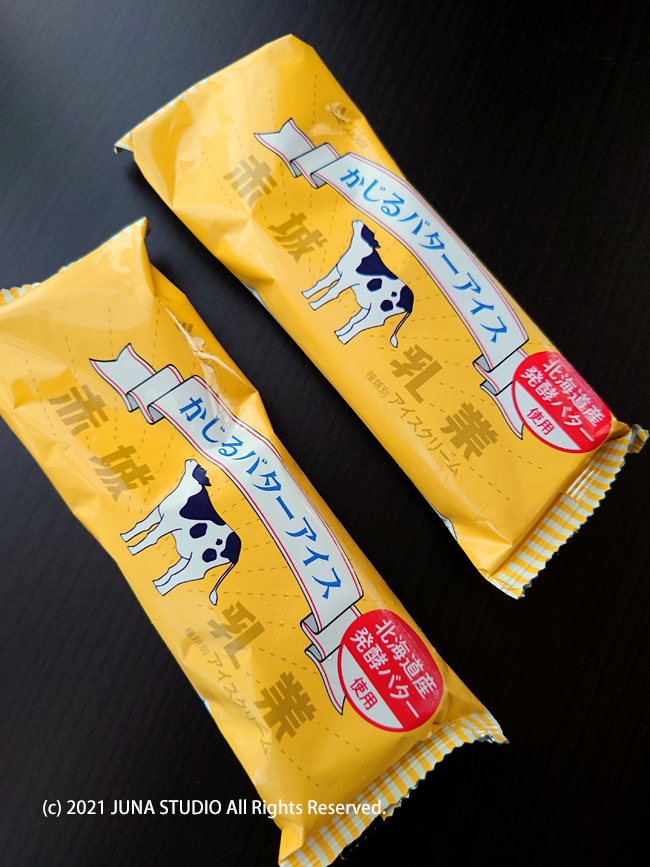 赤城
かじるバターアイス
乳業
種類別 アイスクリーム
北海道産
発酵バター
使用
赤城
かじるバターアイス
乳業
種類別 アイスクリーム
北海道産
発酵バター
使用
(c) 2021 JUNA STUDIO All Rights Reserved.